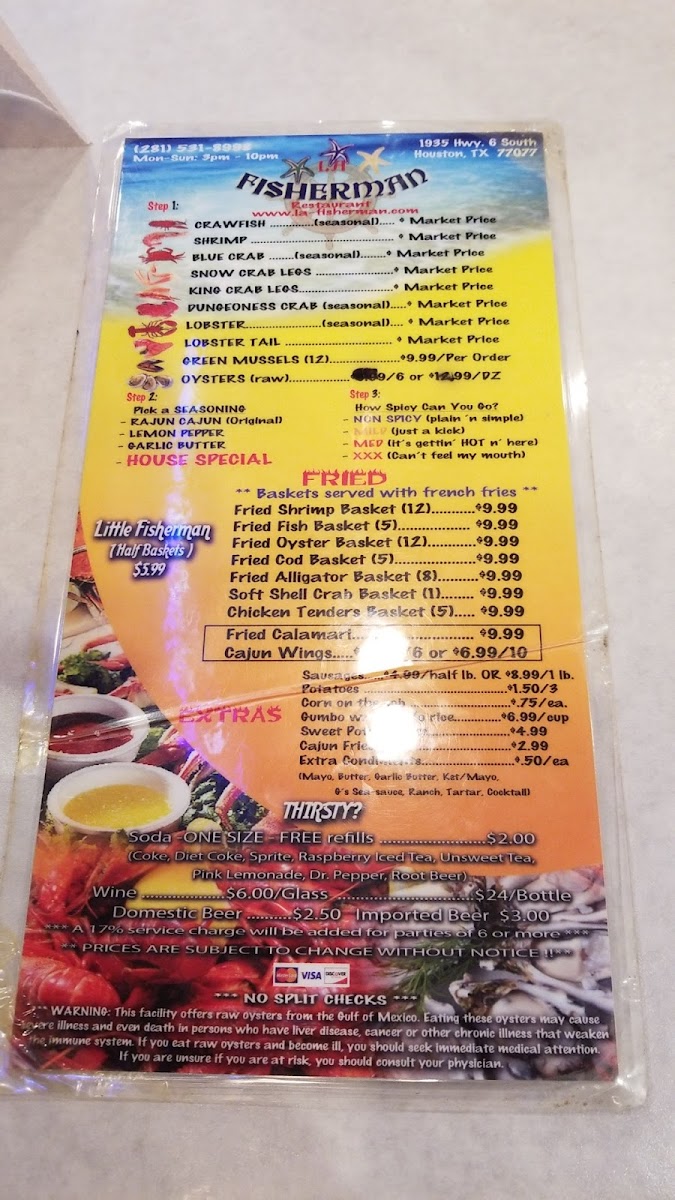 (281) 531-8998
Mon-Sun: 3pm - 10pm
1935 Hwy. 6 South
Houston, TX 77077
LA
FISHERMAN
Restaurant
www.la-fisherman.com
Step 1:
CRAWFISH .............(seasonal)..... * Market Price
SHRIMP .......................................... * Market Price
BLUE CRAB .......(seasonal).......* Market Price
SNOW CRAB LEGS ....................... * Market Price
KING CRAB LEGS............................* Market Price
DUNGEONESS CRAB (seasonal).....* Market Price
LOBSTER.......................(seasonal).... * Market Price
LOBSTER TAIL ................................ * Market Price
GREEN MUSSELS (12).....................$9.99/Per Order
OYSTERS (raw)..................
/6 or
/DZ
Step 2:
Pick a SEASONING
- RAJUN CAJUN (Original)
- LEMON PEPPER
- GARLIC BUTTER
- HOUSE SPECIAL
Step 3:
How Spicy Can You Go?
- NON SPICY (plain 'n simple)
- MILD (just a kick)
- MED (it's gettin' HOT n' here)
- XXX (Can't feel my mouth)
FRIED
** Baskets served with french fries **
Little Fisherman
(Half Baskets)
$5.99
Fried Shrimp Basket (12)..........$9.99
Fried Fish Basket (5)................. $9.99
Fried Oyster Basket (12)...........$9.99
Fried Cod Basket (5)...................$9.99
Fried Alligator Basket (8)..........$9.99
Soft Shell Crab Basket (1)....... $9.99
Chicken Tenders Basket (5)..... $9.99
Fried Calamari............................ $9.99
Cajun Wings..... /6 or $6.99/10
EXTRAS
Sausages. ...$4.99/half lb. OR $8.99/1 lb.
Potatoes ..................................$1.50/3
Corn on the cob ......................$.75/ea.
Gumbo rice............$6.99/cup
Sweet $4.99
Cajun $2.99
Extra Condiments.....................$.50/ea
(Mayo, Butter, Garlic Butter, Ket/Mayo,
G's Sea-sauce, Ranch, Tartar, Cocktail)
THIRSTY?
Soda -ONE SIZE - FREE refills ....................$2.00
(Coke, Diet Coke, Sprite, Raspberry Iced Tea, Unsweet Tea,
Pink Lemonade, Dr. Pepper, Root Beer)
Wine .................$6.00/Glass ............................$24/Bottle
Domestic Beer .........$2.50 Imported Beer $3.00
*** A 17% service charge will be added for parties of 6 or more ***
** PRICES ARE SUBJECT TO CHANGE WITHOUT NOTICE !!**
VISA
DISCOVER
*** NO SPLIT CHECKS ***
** WARNING: This facility offers raw oysters from the Gulf of Mexico. Eating these oysters may cause
severe illness and even death in persons who have liver disease, cancer or other chronic illness that weaken
the immune system. If you eat raw oysters and become ill, you should seek immediate medical attention.
If you are unsure if you are at risk, you should consult your physician.